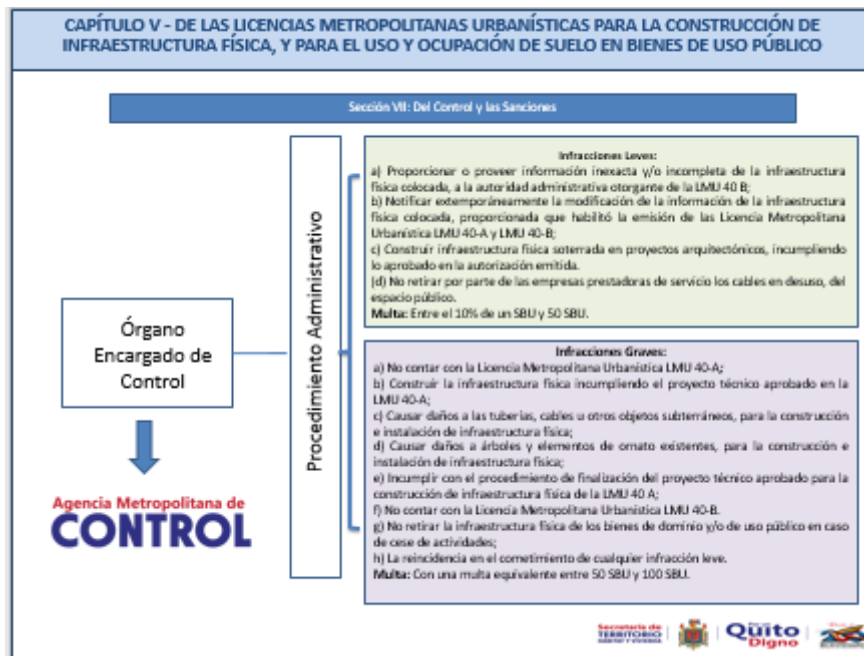 CAPÍTULO V - DE LAS LICENCIAS METROPOLITANAS URBANÍSTICAS PARA LA CONSTRUCCIÓN DE
INFRAESTRUCTURA FÍSICA, Y PARA EL USO Y OCUPACIÓN DE SUELO EN BIENES DE USO PÚBLICO
Sección VII: Del Control y las Sanciones
Órgano
Encargado de
Control
Agencia Metropolitana de
CONTROL
Procedimiento Administrativo
Infracciones Leves:
a) Proporcionar o proveer información inexacta y/o incompleta de la infraestructura
física colocada, a la autoridad administrativa otorgante de la LMU 40 B;
b) Notificar extemporáneamente la modificación de la información de la infraestructura
física colocada, proporcionada que habilitó la emisión de las Licencia Metropolitana
Urbanística LMU 40-A y LMU 40-B;
c) Construir infraestructura física soterrada en proyectos arquitectónicos, incumpliendo
lo aprobado en la autorización emitida.
(d) No retirar por parte de las empresas prestadoras de servicio los cables en desuso, del
espacio público.
Multa: Entre el 10% de un SBU y 50 SBU.
Infracciones Graves:
a) No contar con la Licencia Metropolitana Urbanística LMU 40-A;
b) Construir la infraestructura física incumpliendo el proyecto técnico aprobado en la
LMU 40-A;
c) Causar daños a las tuberías, cables u otros objetos subterráneos, para la construcción
e instalación de infraestructura física;
d) Causar daños a árboles y elementos de ornato existentes, para la construcción e
instalación de infraestructura física;
e) Incumplir con el procedimiento de finalización del proyecto técnico aprobado para la
construcción de infraestructura física de la LMU 40 A;
f) No contar con la Licencia Metropolitana Urbanística LMU 40-B.
g) No retirar la infraestructura física de los bienes de dominio y/o de uso público en caso
de cese de actividades;
h) La reincidencia en el cometimiento de cualquier infracción leve.
Multa: Con una multa equivalente entre 50 SBU y 100 SBU.
Secretaría de
TERRITORIO
Quito
Digno